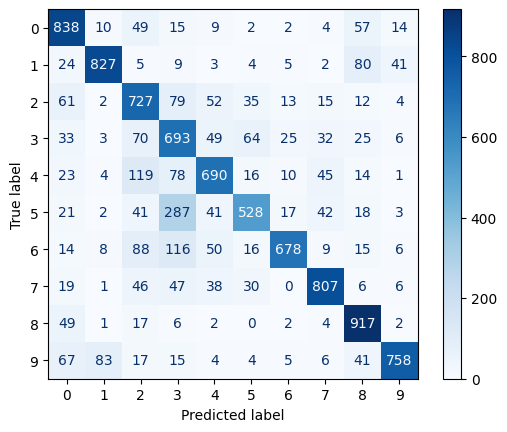 0 838 10 49 15 9 2 2 4 57 14
1 24 827 5 9 3 4 5 2 80 41
2 61 2 727 79 52 35 13 15 12 4
3 33 3 70 693 49 64 25 32 25 6
4 23 4 119 78 690 16 10 45 14 1
5 21 2 41 287 41 528 17 42 18 3
6 14 8 88 116 50 16 678 9 15 6
7 19 1 46 47 38 30 0 807 6 6
8 49 1 17 6 2 0 2 4 917 2
9 67 83 17 15 4 4 5 6 41 758
0 1 2 3 4 5 6 7 8 9
Predicted label
True label
800
600
400
200
0